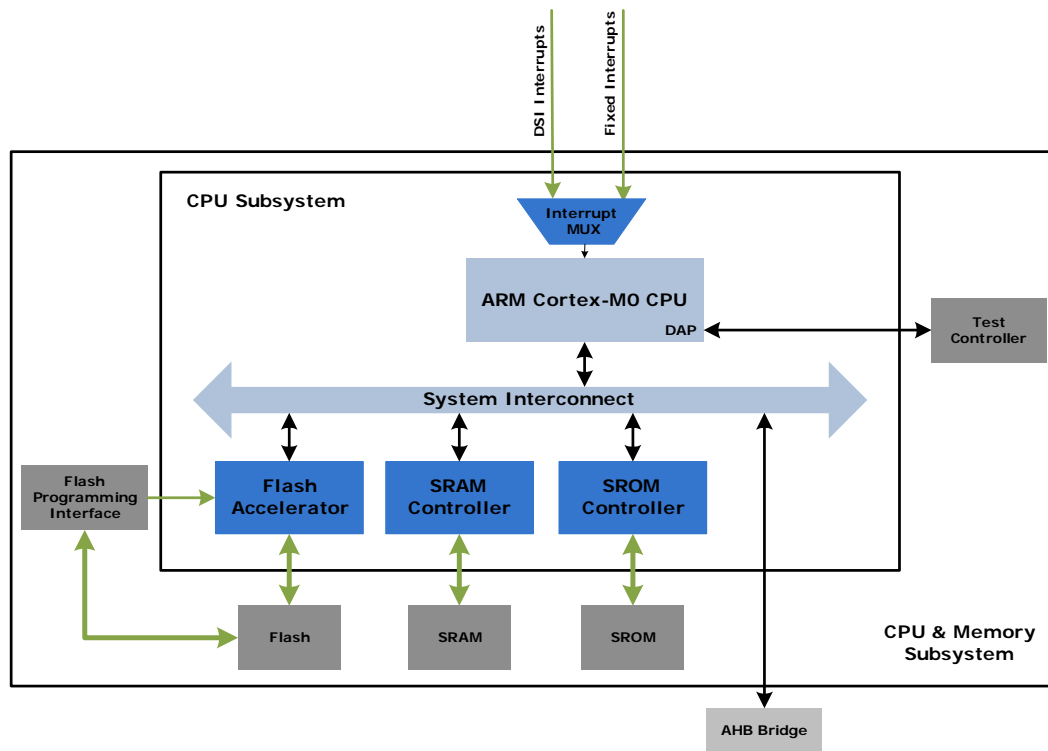 DSI Interrupts
Fixed Interrupts
CPU Subsystem
Interrupt
MUX
ARM Cortex-M0 CPU
DAP
Test
Controller
System Interconnect
Flash
Programming
Interface
Flash
Accelerator
SRAM
Controller
SROM
Controller
Flash
SRAM
SROM
CPU & Memory
Subsystem
AHB Bridge